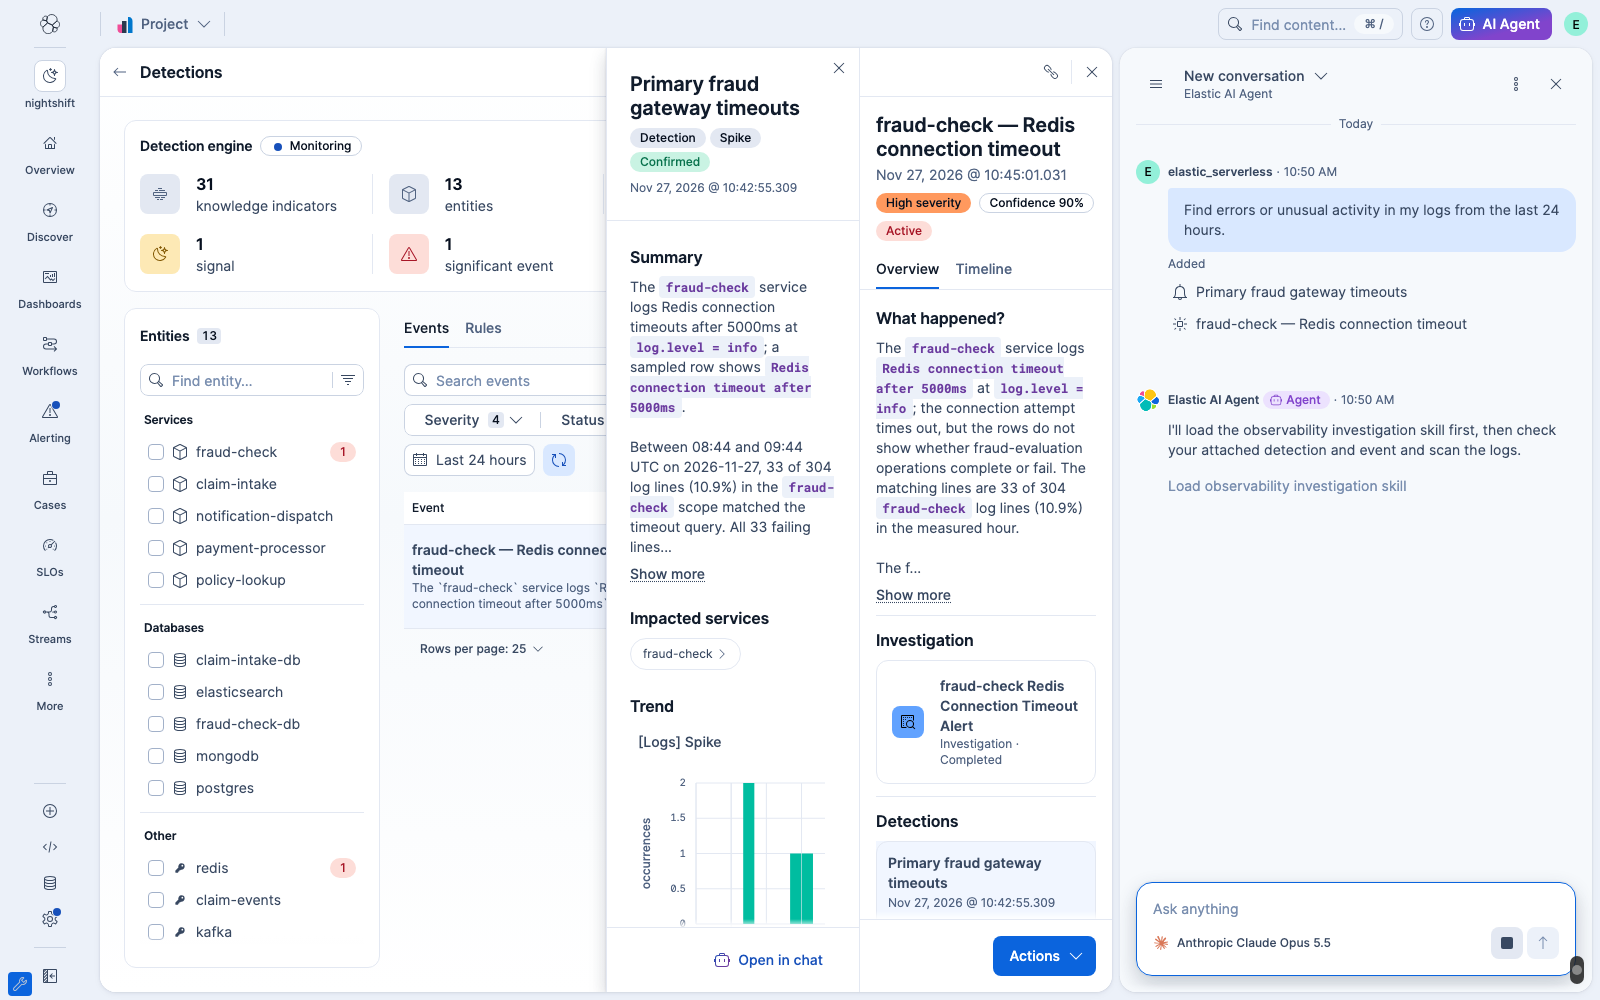 Project
Find content...
⌘ /
AI Agent
E
nightshift
Overview
Discover
Dashboards
Workflows
Alerting
Cases
SLOs
Streams
More
Detections
Detection engine
Monitoring
31
knowledge indicators
13
entities
1
signal
1
significant event
Entities 13
Find entity...
Services
fraud-check
1
claim-intake
notification-dispatch
payment-processor
policy-lookup
Databases
claim-intake-db
elasticsearch
fraud-check-db
mongodb
postgres
Other
redis
1
claim-events
kafka
Events
Rules
Search events
Severity 4
Status
Last 24 hours
Event
fraud-check — Redis connec
timeout
The `fraud-check` service logs `R
connection timeout after 5000ms`
Rows per page: 25
Primary fraud
gateway timeouts
Detection
Spike
Confirmed
Nov 27, 2026 @ 10:42:55.309
Summary
The fraud-check service
logs Redis connection
timeouts after 5000ms at
log.level = info ; a
sampled row shows Redis
connection timeout after
5000ms .
Between 08:44 and 09:44
UTC on 2026-11-27, 33 of 304
log lines (10.9%) in the fraud-
check scope matched the
timeout query. All 33 failing
lines...
Show more
Impacted services
fraud-check
Trend
[Logs] Spike
occurrences
2
1.5
1
0.5
0
Open in chat
fraud-check — Redis
connection timeout
Nov 27, 2026 @ 10:45:01.031
High severity
Confidence 90%
Active
Overview
Timeline
What happened?
The fraud-check service logs
Redis connection timeout
after 5000ms at log.level =
info ; the connection attempt
times out, but the rows do not
show whether fraud-evaluation
operations complete or fail. The
matching lines are 33 of 304
fraud-check log lines (10.9%)
in the measured hour.
The f...
Show more
Investigation
fraud-check Redis
Connection Timeout
Alert
Investigation ·
Completed
Detections
Primary fraud gateway
timeouts
Nov 27, 2026 @ 10:42:55.309
Actions
New conversation
Elastic AI Agent
Today
E
elastic_serverless · 10:50 AM
Find errors or unusual activity in my logs from the last 24
hours.
Added
Primary fraud gateway timeouts
fraud-check — Redis connection timeout
Elastic AI Agent
Agent
· 10:50 AM
I'll load the observability investigation skill first, then check
your attached detection and event and scan the logs.
Load observability investigation skill
Ask anything
Anthropic Claude Opus 5.5